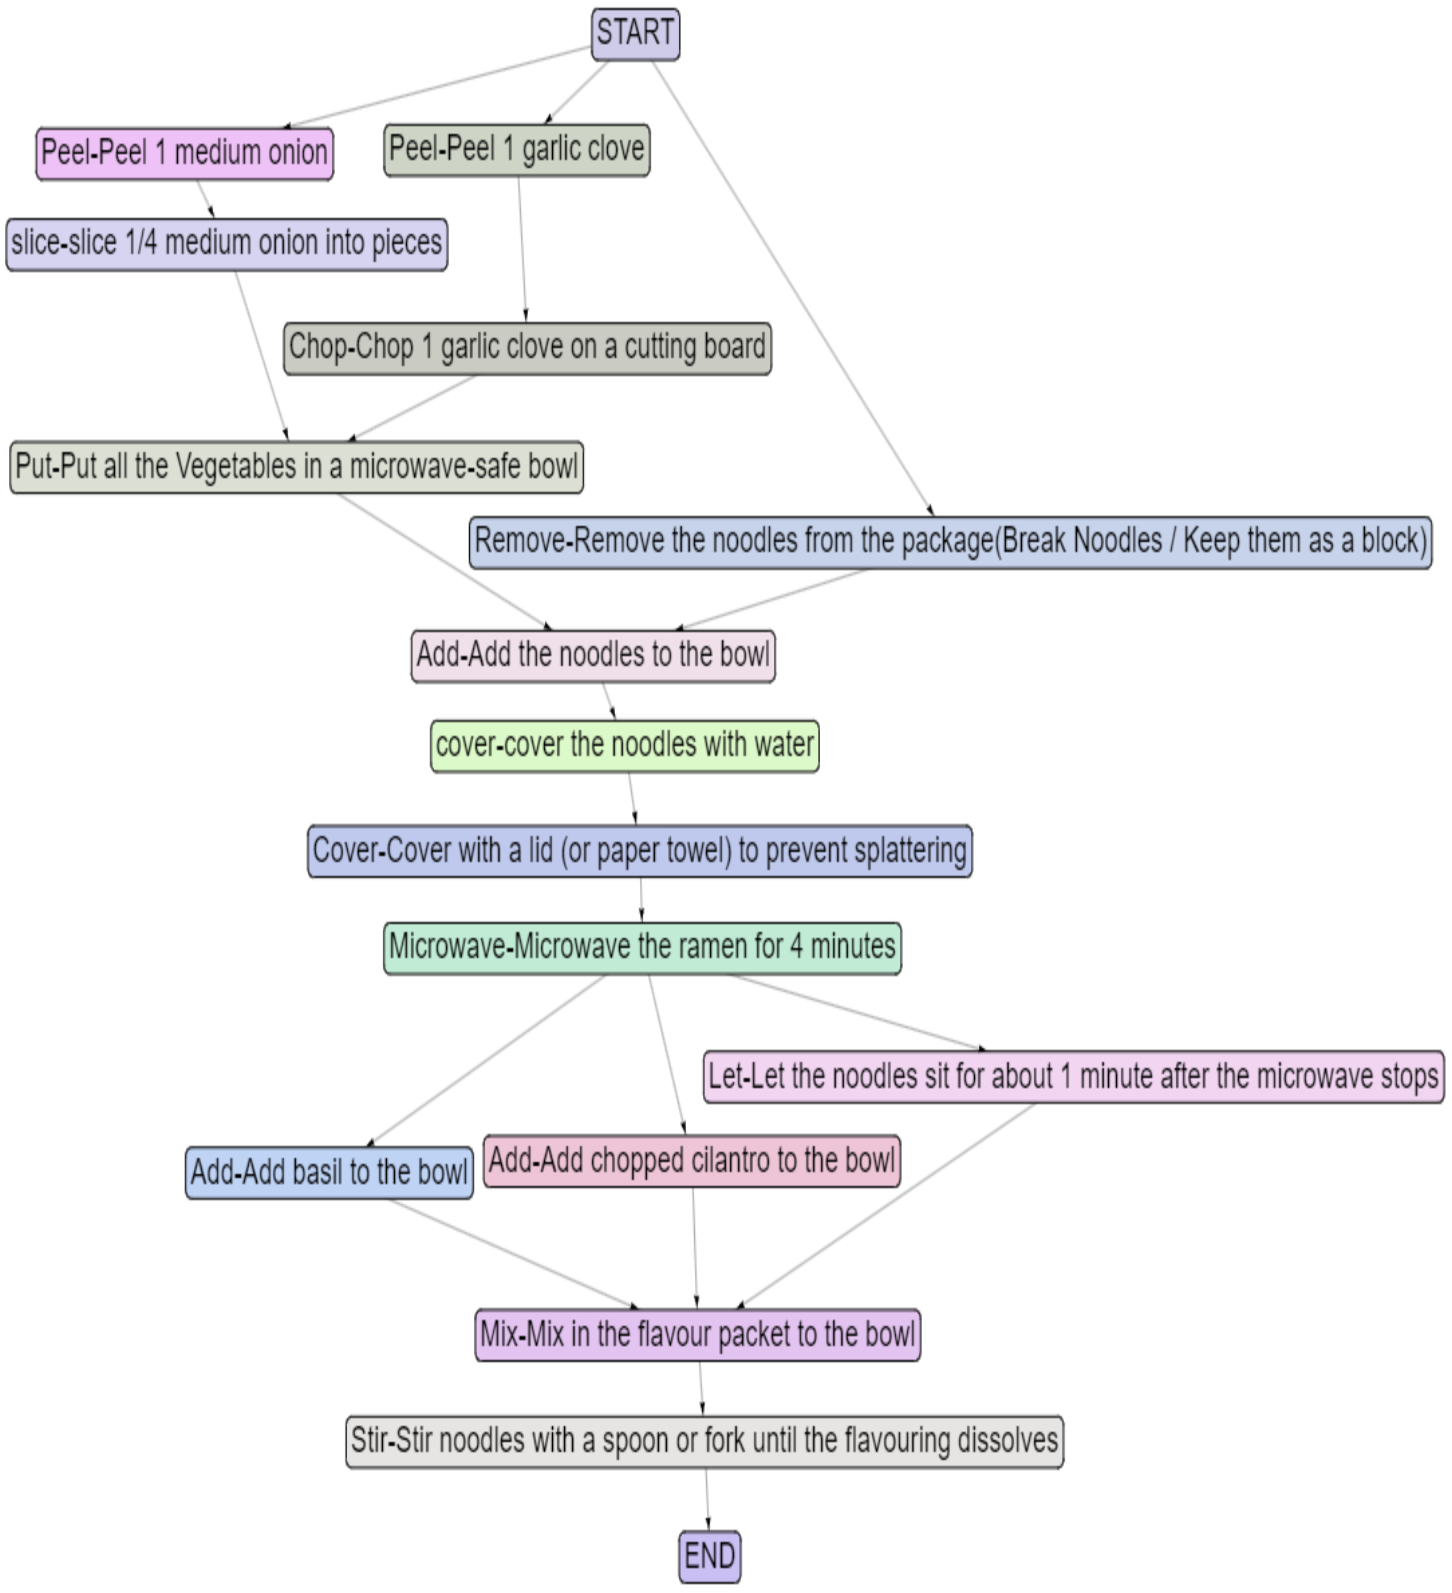 START
Peel-Peel 1 medium onion
Peel-Peel 1 garlic clove
slice-slice 1/4 medium onion into pieces
Chop-Chop 1 garlic clove on a cutting board
Put-Put all the Vegetables in a microwave-safe bowl
Remove-Remove the noodles from the package(Break Noodles / Keep them as a block)
Add-Add the noodles to the bowl
cover-cover the noodles with water
Cover-Cover with a lid (or paper towel) to prevent splattering
Microwave-Microwave the ramen for 4 minutes
Let-Let the noodles sit for about 1 minute after the microwave stops
Add-Add basil to the bowl
Add-Add chopped cilantro to the bowl
Mix-Mix in the flavour packet to the bowl
Stir-Stir noodles with a spoon or fork until the flavouring dissolves
END